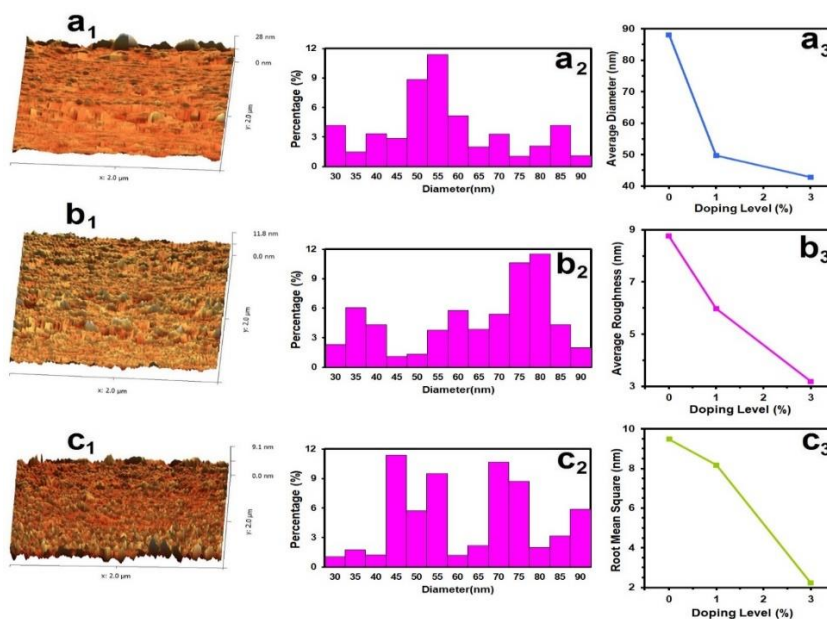 a1
28 nm
0 nm
y: 2.0 µm
x: 2.0 µm
a2
Percentage (%)
12
9
6
3
0
30 35 40 45 50 55 60 65 70 75 80 85 90
Diameter(nm)
a3
Average Diameter (nm)
90
80
70
60
50
40
0 1 2 3
Doping Level (%)
b1
11.8 nm
0.0 nm
y: 2.0 µm
x: 2.0 µm
b2
Percentage (%)
12
9
6
3
0
30 35 40 45 50 55 60 65 70 75 80 85 90
Diameter(nm)
b3
Average Roughness (nm)
9
8
6
5
3
0 1 2 3
Doping Level (%)
c1
9.1 nm
0.0 nm
y: 2.0 µm
x: 2.0 µm
c2
Percentage (%)
12
9
6
3
0
30 35 40 45 50 55 60 65 70 75 80 85 90
Diameter(nm)
c3
Root Mean Square (nm)
10
8
6
4
2
0 1 2 3
Doping Level (%)